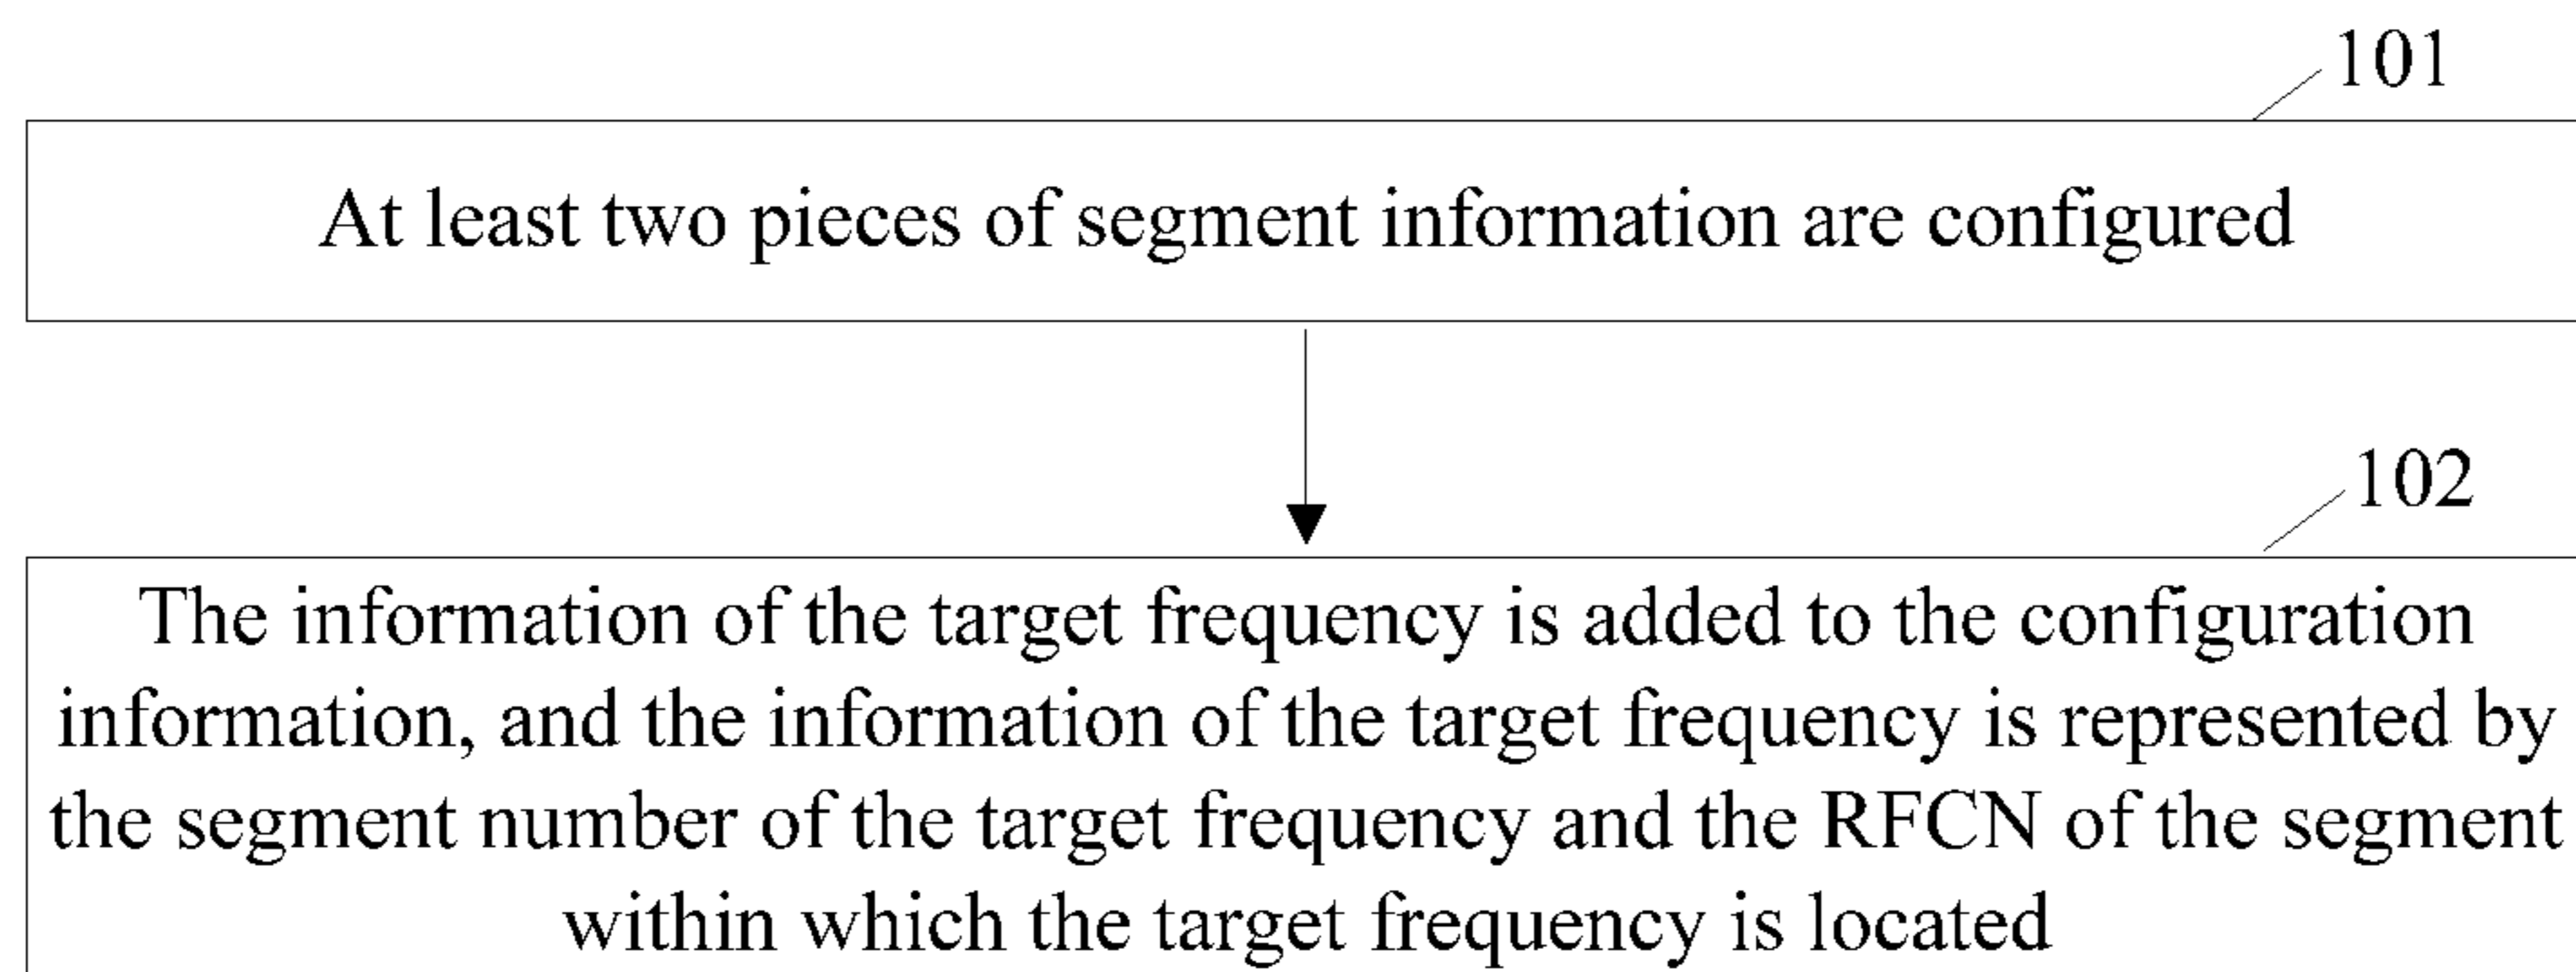 101
At least two pieces of segment information are configured
102
The information of the target frequency is added to the configuration
information, and the information of the target frequency is represented by
the segment number of the target frequency and the RFCN of the segment
within which the target frequency is located